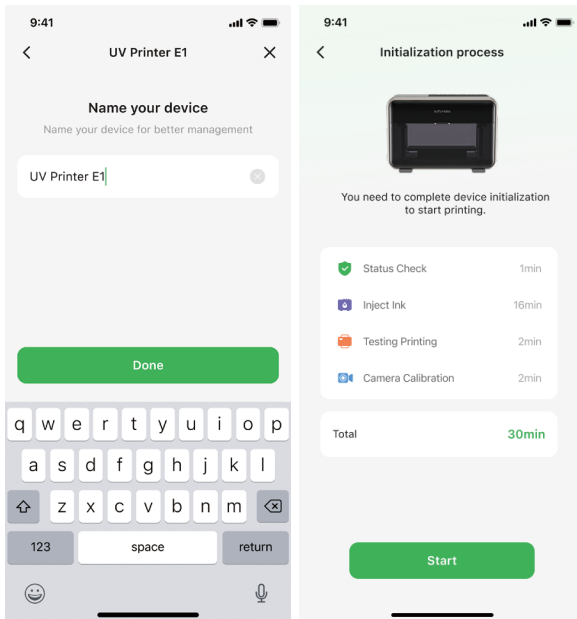 9:41
UV Printer E1
Name your device
Name your device for better management
UV Printer E1
Done
q w e r t y u i o p
a s d f g h j k l
z x c v b n m
123 space return
9:41
Initialization process
You need to complete device initialization
to start printing.
Status Check 1min
Inject Ink 16min
Testing Printing 2min
Camera Calibration 2min
Total 30min
Start